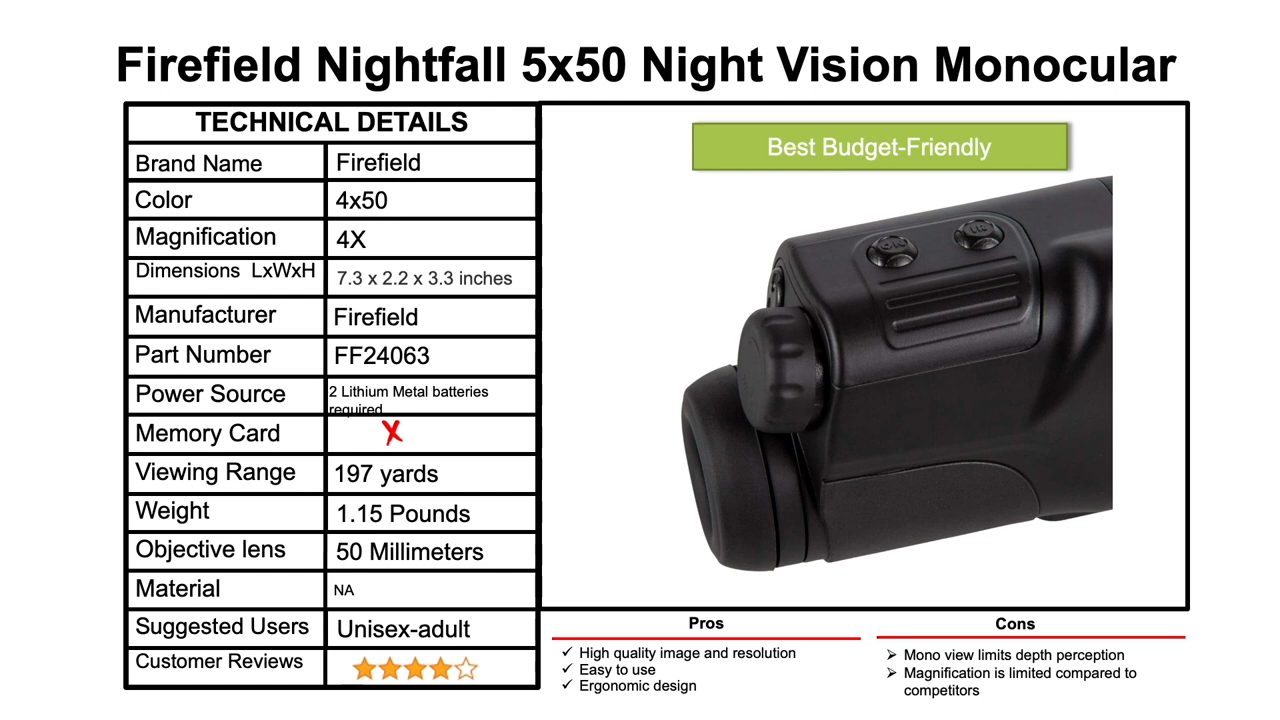 Firefield Nightfall 5x50 Night Vision Monocular
TECHNICAL DETAILS
Brand Name Firefield
Color 4x50
Magnification 4X
Dimensions LxWxH 7.3 x 2.2 x 3.3 inches
Manufacturer Firefield
Part Number FF24063
Power Source 2 Lithium Metal batteries
required
Memory Card X
Viewing Range 197 yards
Weight 1.15 Pounds
Objective lens 50 Millimeters
Material NA
Suggested Users Unisex-adult
Customer Reviews
Best Budget-Friendly
ON
IR
Pros
✓ High quality image and resolution
✓ Easy to use
✓ Ergonomic design
Cons
➢ Mono view limits depth perception
➢ Magnification is limited compared to
competitors